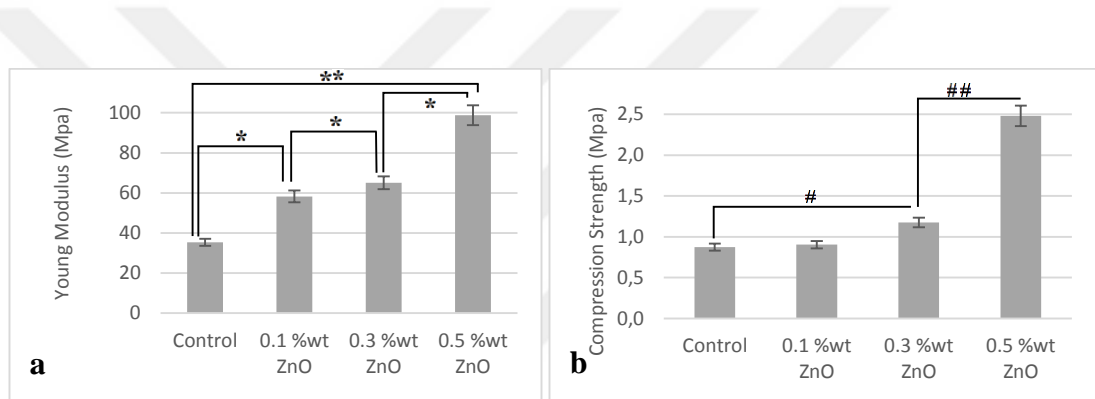 **
*
*
*
Young Modulus (Mpa)
100
80
60
40
20
0
Control
0.1 %wt
ZnO
0.3 %wt
ZnO
0.5 %wt
ZnO
a
##
#
Compression Strength (Mpa)
2,5
2,0
1,5
1,0
0,5
0,0
Control
0.1 %wt
ZnO
0.3 %wt
ZnO
0.5 %wt
ZnO
b